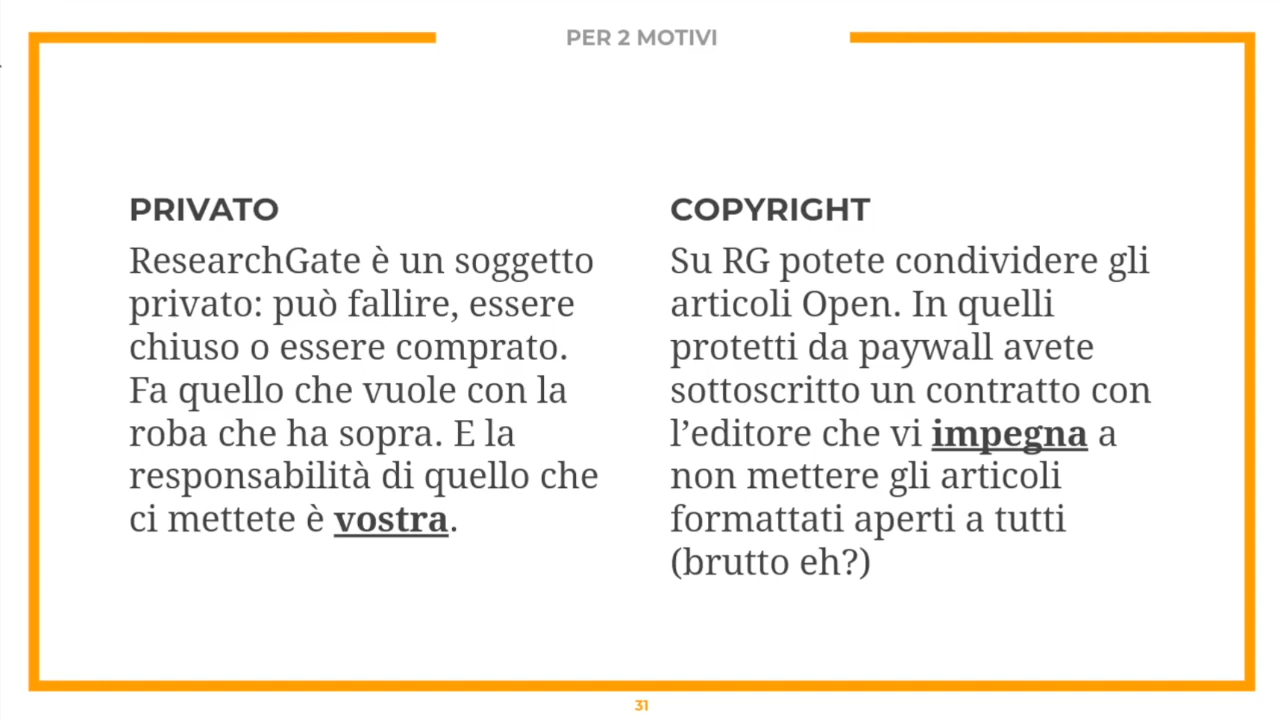 PER 2 MOTIVI
PRIVATO
ResearchGate è un soggetto
privato: può fallire, essere
chiuso o essere comprato.
Fa quello che vuole con la
roba che ha sopra. E la
responsabilità di quello che
ci mettete è vostra.
COPYRIGHT
Su RG potete condividere gli
articoli Open. In quelli
protetti da paywall avete
sottoscritto un contratto con
l’editore che vi impegna a
non mettere gli articoli
formattati aperti a tutti
(brutto eh?)
31